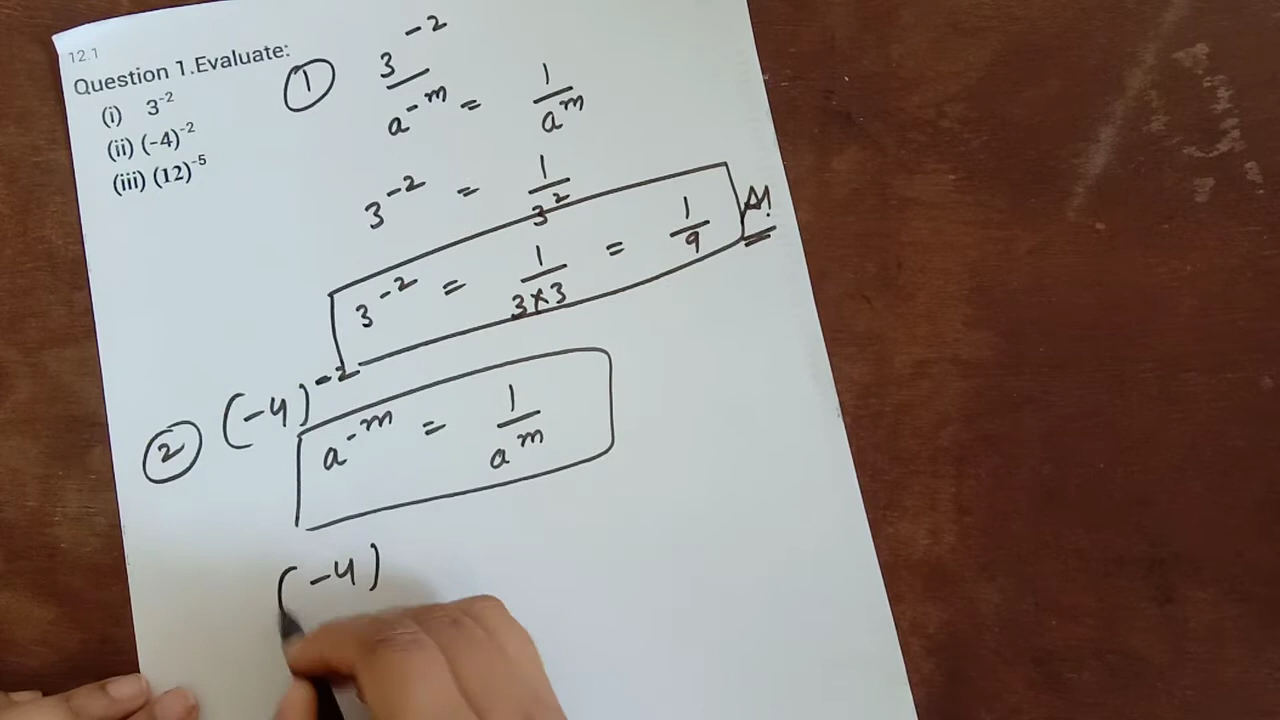 12.1
Question 1.Evaluate:
(i) 3^-2
(ii) (-4)^-2
(iii) (12)^-5
① 3^-2
a^-m = 1/a^m
3^-2 = 1/3^2
3^-2 = 1/3×3 = 1/9
② (-4)^-2
a^-m = 1/a^m
(-4)